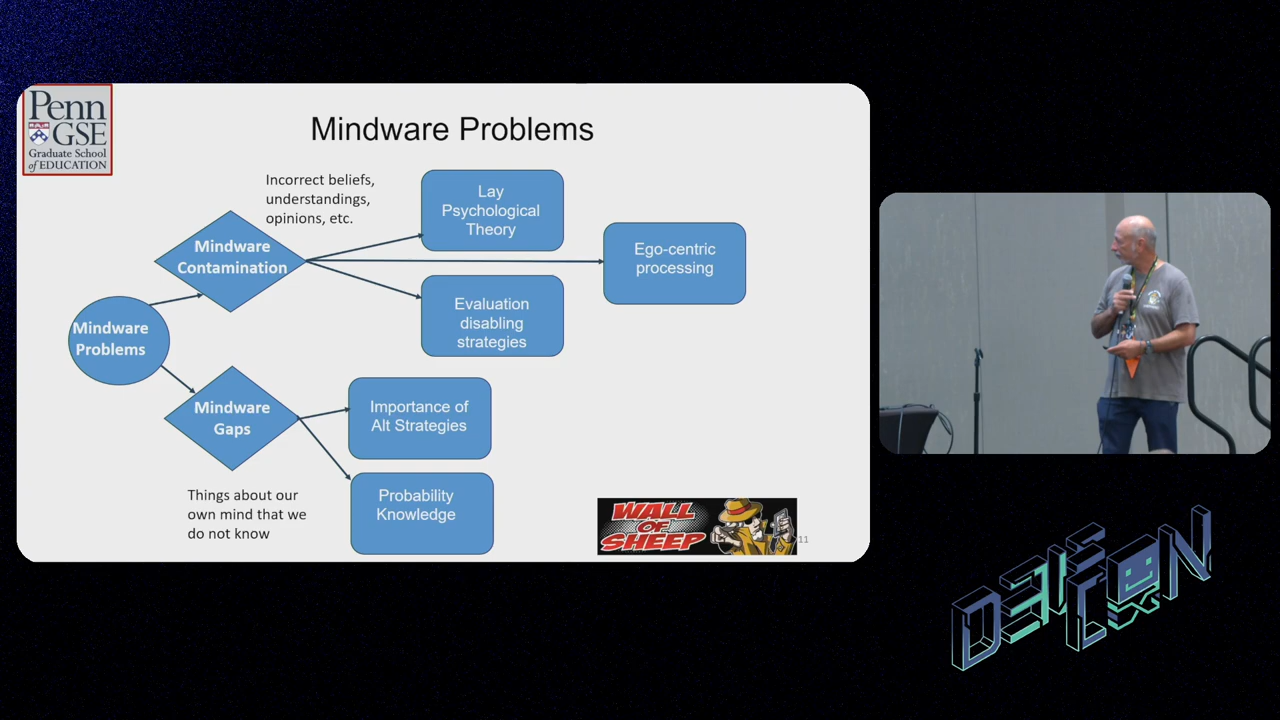 Penn
GSE
Graduate School
of EDUCATION
Mindware Problems
Incorrect beliefs,
understandings,
opinions, etc.
Lay
Psychological
Theory
Mindware
Contamination
Ego-centric
processing
Evaluation
disabling
strategies
Mindware
Problems
Mindware
Gaps
Importance of
Alt Strategies
Probability
Knowledge
Things about our
own mind that we
do not know
WALL
OF
SHEEP
11
DEF
CON